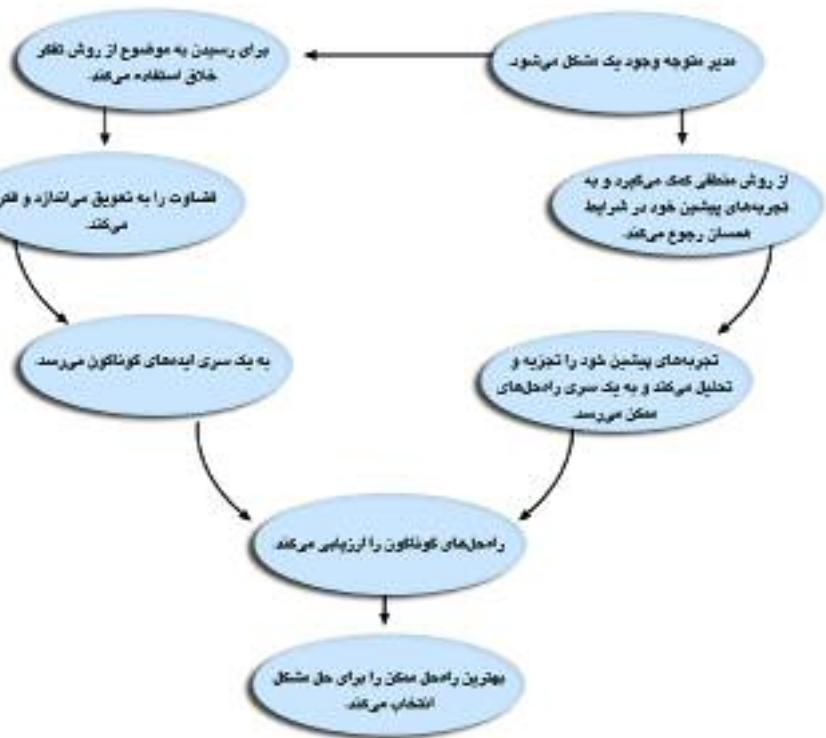 مدیر متوجه وجود یک مشکل می‌شود.
برای رسیدن به موضوع از روش تفکر
خلاق استفاده می‌کند.
از روش منطقی کمک می‌گیرد و به
تجربه‌های پیشین خود در شرایط
همسان رجوع می‌کند.
قضاوت را به تعویق می‌اندازد و فکر
می‌کند.
تجربه‌های پیشین خود را تجزیه و
تحلیل می‌کند و به یک سری راه‌حل‌های
ممکن می‌رسد.
به یک سری ایده‌های گوناگون می‌رسد
راه‌حل‌های گوناگون را ارزیابی می‌کند
بهترین راه‌حل ممکن را برای حل مشکل
انتخاب می‌کند.